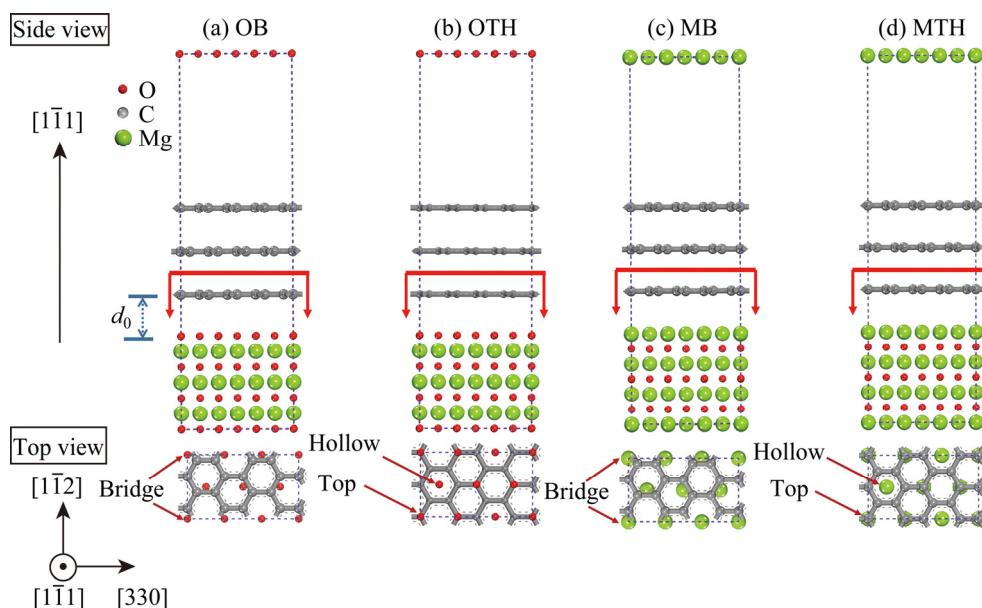 Side view
(a) OB
(b) OTH
(c) MB
(d) MTH
O
C
Mg
[11̄1]
d₀
Top view
[11̄2]
[11̄1]
[330]
Bridge
Hollow
Top
Bridge
Hollow
Top